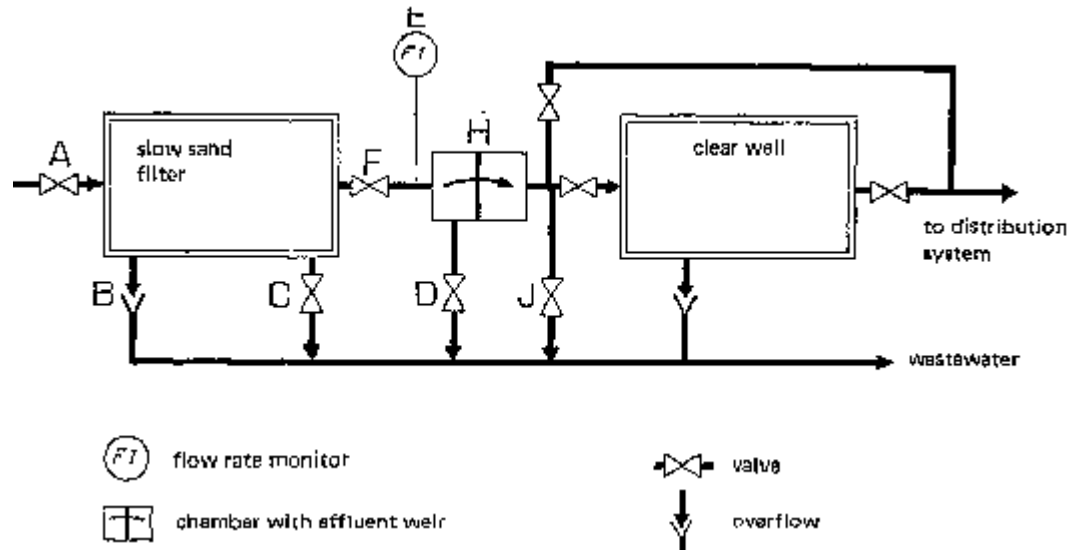 E
FI
H
A
slow sand
filter
F
clear well
to distribution
system
B
C
D
J
wastewater
FI
flow rate monitor
valve
chamber with effluent weir
overflow